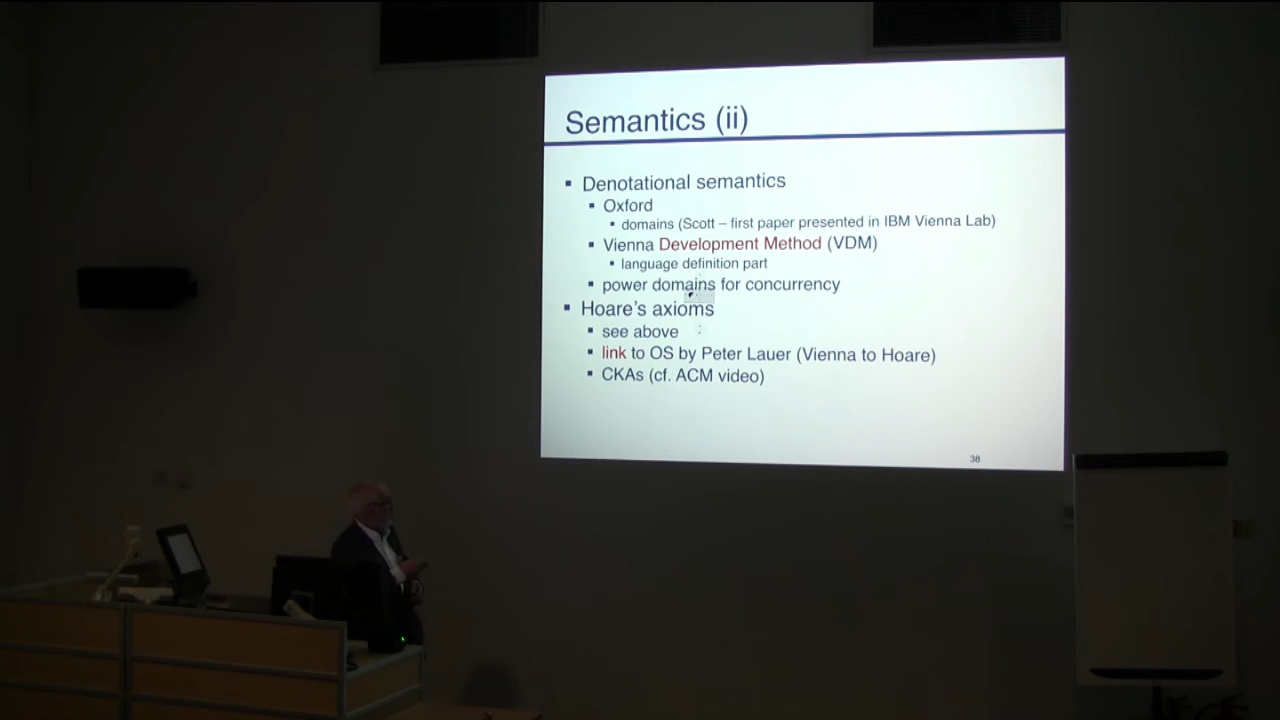 Semantics (ii)
▪ Denotational semantics
▪ Oxford
▪ domains (Scott – first paper presented in IBM Vienna Lab)
▪ Vienna Development Method (VDM)
▪ language definition part
▪ power domains for concurrency
▪ Hoare's axioms
▪ see above
▪ link to OS by Peter Lauer (Vienna to Hoare)
▪ CKAs (cf. ACM video)
38